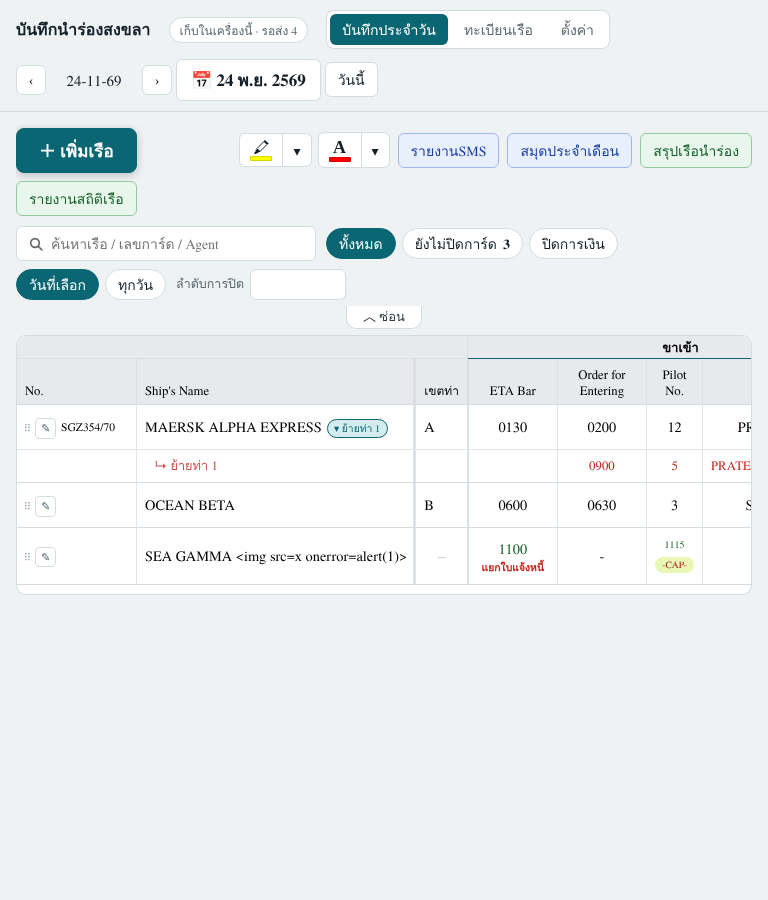 บันทึกนำร่องสงขลา เก็บในเครื่องนี้ · รอส่ง 4 บันทึกประจำวัน ทะเบียนเรือ ตั้งค่า
‹ 24-11-69 › 📅 24 พ.ย. 2569 วันนี้
+ เพิ่มเรือ A ▼ ▼ รายงานSMS สมุดประจำเดือน สรุปเรือนำร่อง
รายงานสถิติเรือ
ค้นหาเรือ / เลขการ์ด / Agent ทั้งหมด ยังไม่ปิดการ์ด 3 ปิดการเงิน
วันที่เลือก ทุกวัน ลำดับการปิด
︿ ซ่อน
ขาเข้า
No. Ship's Name เขตท่า ETA Bar Order for Entering Pilot No.
SGZ354/70 MAERSK ALPHA EXPRESS ▾ ย้ายท่า 1 A 0130 0200 12
↪ ย้ายท่า 1 0900 5 PRATE
OCEAN BETA B 0600 0630 3 S
SEA GAMMA <img src=x onerror=alert(1)> – 1100 - 1115
แยกใบแจ้งหนี้ -CAP-